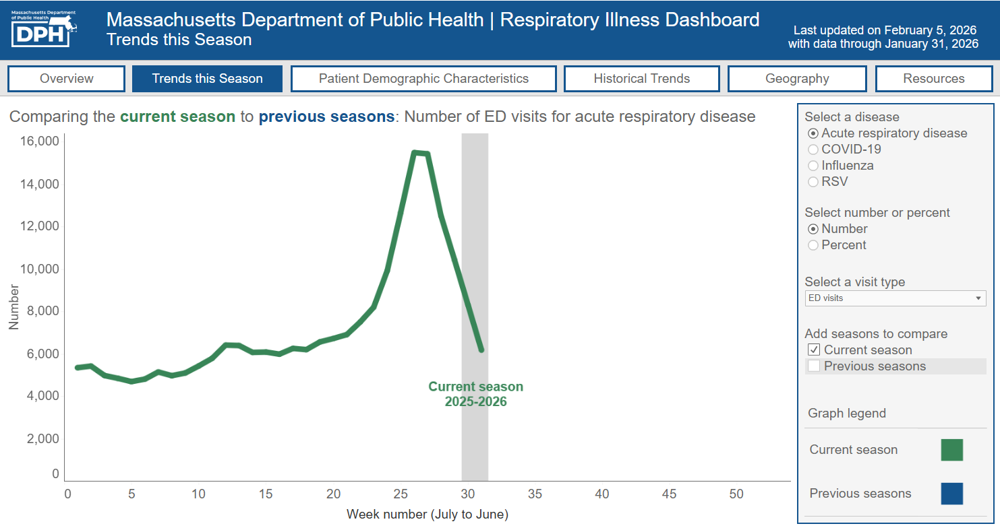 Massachusetts Department
of Public Health
DPH
Massachusetts Department of Public Health | Respiratory Illness Dashboard
Trends this Season
Last updated on February 5, 2026
with data through January 31, 2026
Overview
Trends this Season
Patient Demographic Characteristics
Historical Trends
Geography
Resources
Comparing the current season to previous seasons: Number of ED visits for acute respiratory disease
16,000
14,000
12,000
10,000
8,000
6,000
4,000
2,000
0
Number
Current season
2025-2026
0 5 10 15 20 25 30 35 40 45 50
Week number (July to June)
Select a disease
Acute respiratory disease
COVID-19
Influenza
RSV
Select number or percent
Number
Percent
Select a visit type
ED visits
Add seasons to compare
Current season
Previous seasons
Graph legend
Current season
Previous seasons